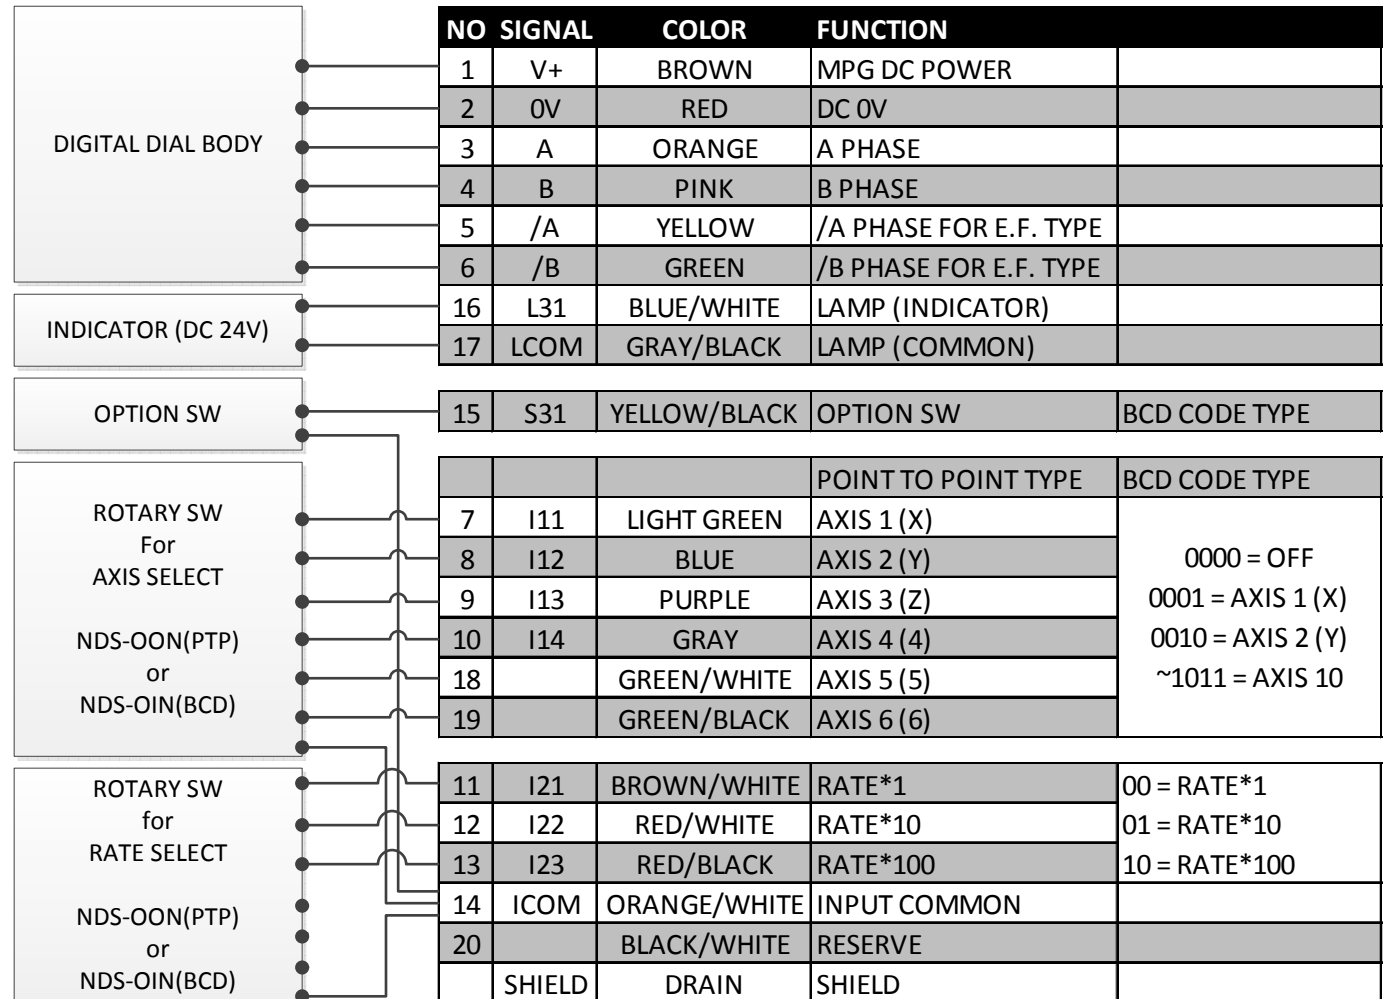 DIGITAL DIAL BODY
INDICATOR (DC 24V)
OPTION SW
ROTARY SW
For
AXIS SELECT
NDS-OON(PTP)
or
NDS-OIN(BCD)
ROTARY SW
for
RATE SELECT
NDS-OON(PTP)
or
NDS-OIN(BCD)
NO SIGNAL COLOR FUNCTION
1 V+ BROWN MPG DC POWER
2 0V RED DC 0V
3 A ORANGE A PHASE
4 B PINK B PHASE
5 /A YELLOW /A PHASE FOR E.F. TYPE
6 /B GREEN /B PHASE FOR E.F. TYPE
16 L31 BLUE/WHITE LAMP (INDICATOR)
17 LCOM GRAY/BLACK LAMP (COMMON)
15 S31 YELLOW/BLACK OPTION SW BCD CODE TYPE
POINT TO POINT TYPE BCD CODE TYPE
7 I11 LIGHT GREEN AXIS 1 (X)
8 I12 BLUE AXIS 2 (Y)
9 I13 PURPLE AXIS 3 (Z)
10 I14 GRAY AXIS 4 (4)
18 GREEN/WHITE AXIS 5 (5)
19 GREEN/BLACK AXIS 6 (6)
0000 = OFF
0001 = AXIS 1 (X)
0010 = AXIS 2 (Y)
~1011 = AXIS 10
11 I21 BROWN/WHITE RATE*1 00 = RATE*1
12 I22 RED/WHITE RATE*10 01 = RATE*10
13 I23 RED/BLACK RATE*100 10 = RATE*100
14 ICOM ORANGE/WHITE INPUT COMMON
20 BLACK/WHITE RESERVE
SHIELD DRAIN SHIELD